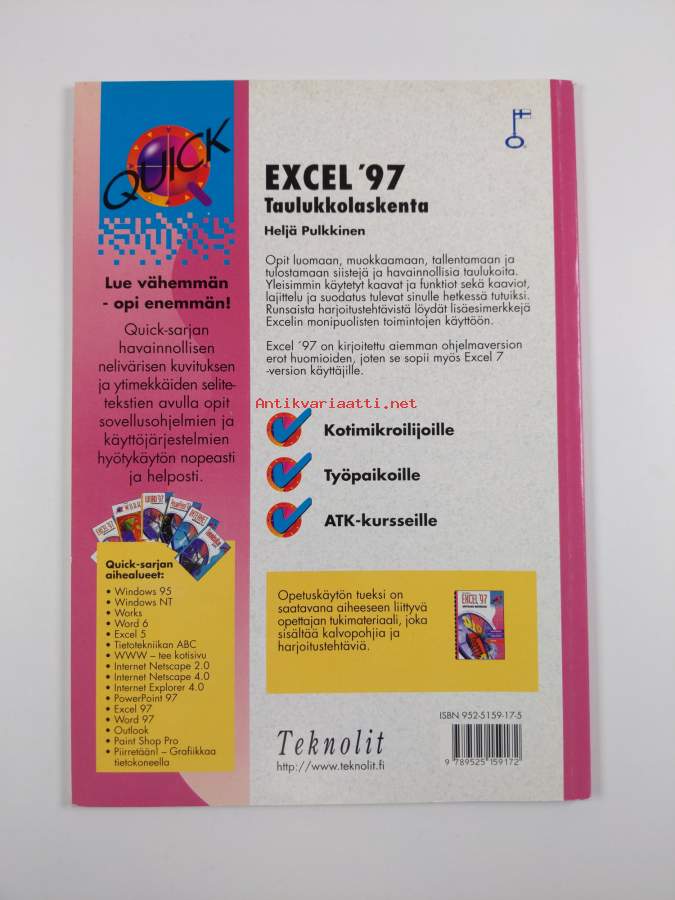 QUICK
Lue vähemmän
- opi enemmän!
Quick-sarjan
havainnollisen
nelivärisen kuvituksen
ja ytimekkäiden selite-
tekstien avulla opit
sovellusohjelmien ja
käyttöjärjestelmien
hyötykäytön nopeasti
ja helposti.
EXCEL '97
WORD '97
INTERNET
Quick-sarjan
aihealueet:
• Windows 95
• Windows NT
• Works
• Word 6
• Excel 5
• Tietotekniikan ABC
• WWW – tee kotisivu
• Internet Netscape 2.0
• Internet Netscape 4.0
• Internet Explorer 4.0
• PowerPoint 97
• Excel 97
• Word 97
• Outlook
• Paint Shop Pro
• Piirretään! – Grafiikkaa
tietokoneella
EXCEL ´97
Taulukkolaskenta
Heljä Pulkkinen
Opit luomaan, muokkaamaan, tallentamaan ja
tulostamaan siistejä ja havainnollisia taulukoita.
Yleisimmin käytetyt kaavat ja funktiot sekä kaaviot,
lajittelu ja suodatus tulevat sinulle hetkessä tutuiksi.
Runsaista harjoitustehtävistä löydät lisäesimerkkejä
Excelin monipuolisten toimintojen käyttöön.
Excel ´97 on kirjoitettu aiemman ohjelmaversion
erot huomioiden, joten se sopii myös Excel 7
-version käyttäjille.
Antikvariaatti.net
Kotimikroilijoille
Työpaikoille
ATK-kursseille
Opetuskäytön tueksi on
saatavana aiheeseen liittyvä
opettajan tukimateriaali, joka
sisältää kalvopohjia ja
harjoitustehtäviä.
EXCEL '97
Teknolit
http://www.teknolit.fi
ISBN 952-5159-17-5
9 789525 159172